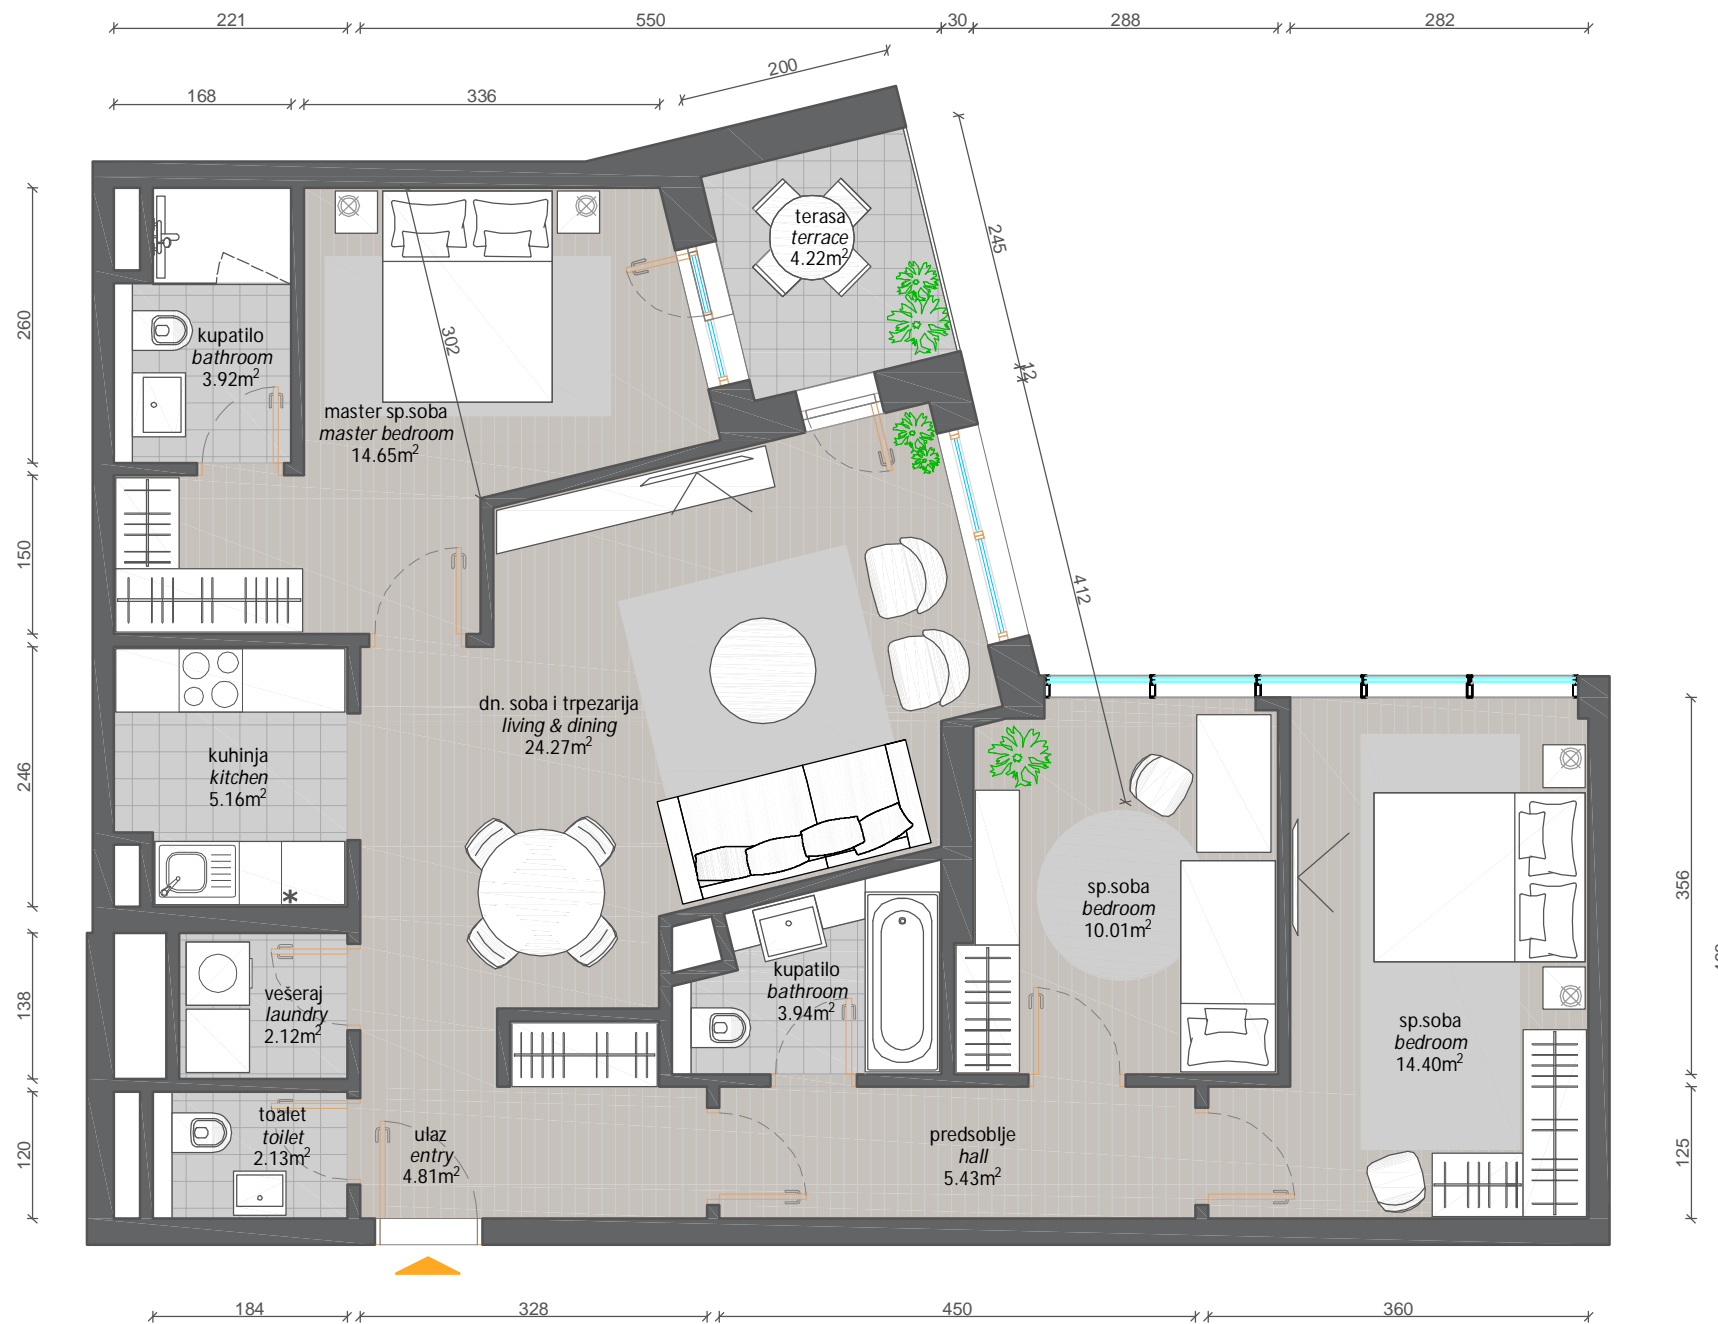 221
550
30
288
282
200
168
336
245
terasa
terrace
4.22m²
260
302
12
kupatilo
bathroom
3.92m²
master sp.soba
master bedroom
14.65m²
150
412
dn. soba i trpezarija
living & dining
24.27m²
kuhinja
kitchen
5.16m²
246
*
sp.soba
bedroom
10.01m²
356
kupatilo
bathroom
3.94m²
vešeraj
laundry
2.12m²
138
sp.soba
bedroom
14.40m²
toalet
toilet
2.13m²
ulaz
entry
4.81m²
predsoblje
hall
5.43m²
120
125
184
328
450
360